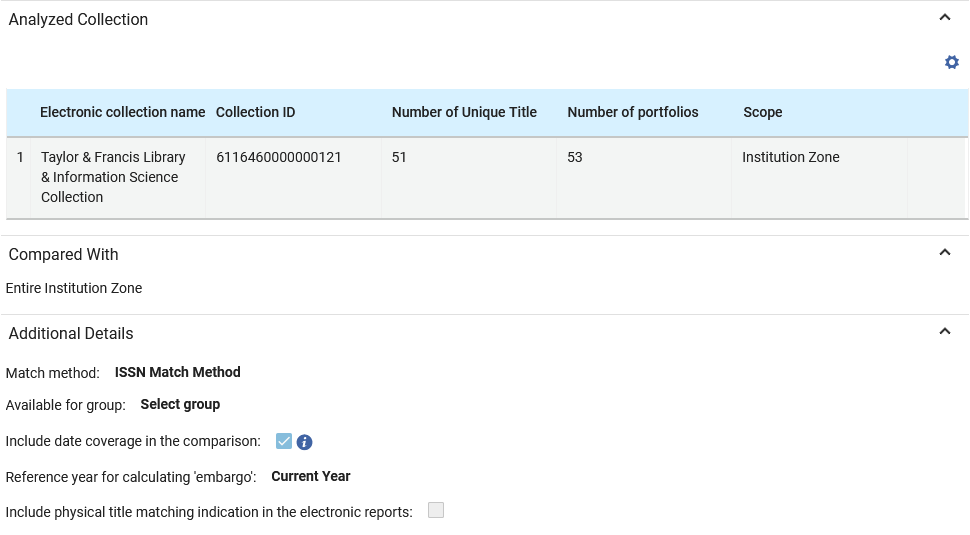 Analyzed Collection
Electronic collection name Collection ID Number of Unique Title Number of portfolios Scope
1 Taylor & Francis Library 6116460000000121 51 53 Institution Zone
& Information Science
Collection
Compared With
Entire Institution Zone
Additional Details
Match method: ISSN Match Method
Available for group: Select group
Include date coverage in the comparison:
Reference year for calculating 'embargo': Current Year
Include physical title matching indication in the electronic reports: